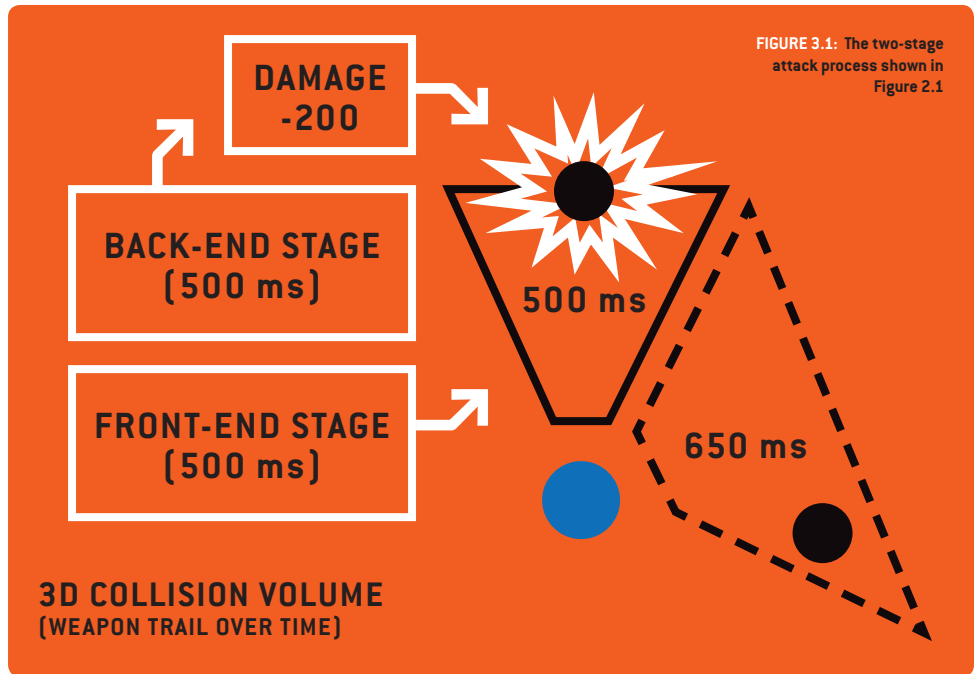 FIGURE 3.1: The two-stage
attack process shown in
Figure 2.1
DAMAGE
-200
BACK-END STAGE
(500 ms)
500 ms
FRONT-END STAGE
(500 ms)
650 ms
3D COLLISION VOLUME
(WEAPON TRAIL OVER TIME)